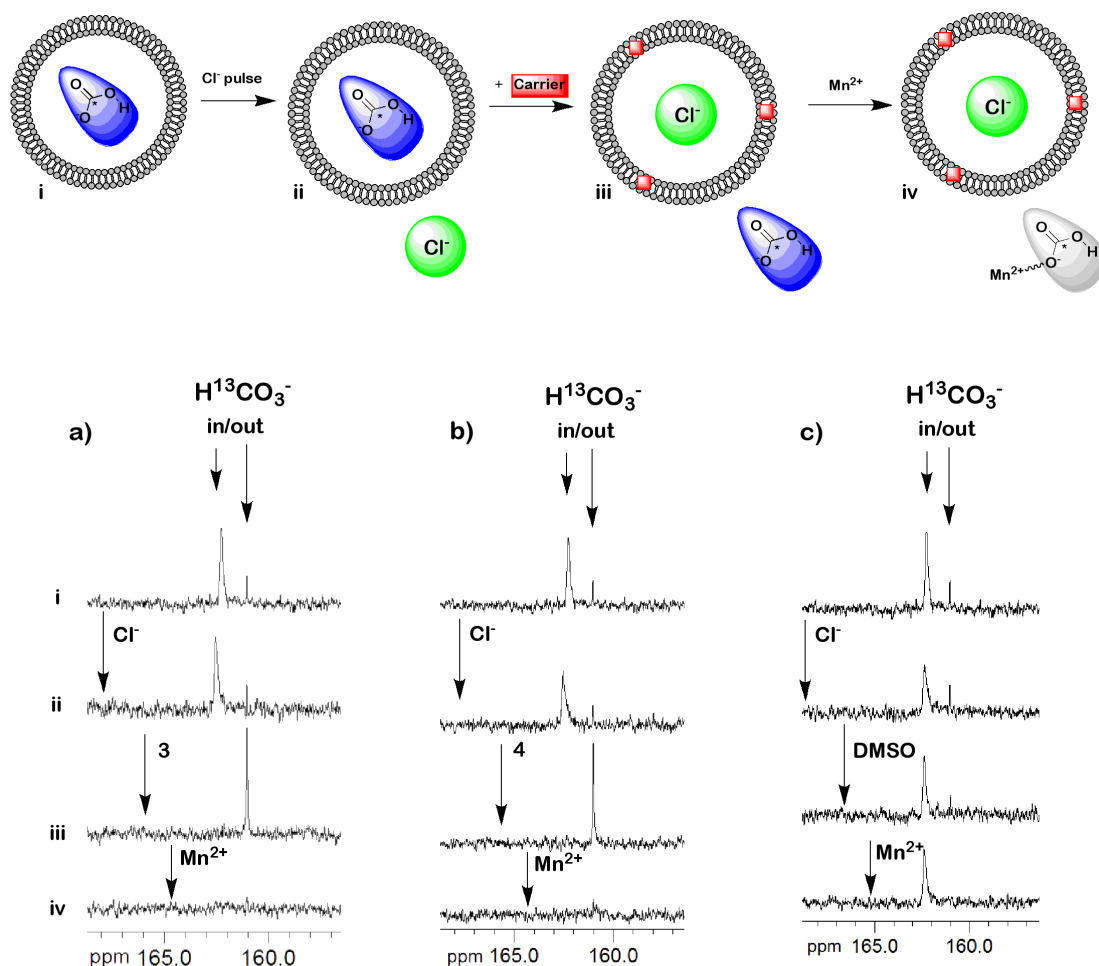 Cl⁻ pulse
+ Carrier
Mn²⁺
O
O
H
⁻O
*
O
O
H
⁻O
*
Cl⁻
Cl⁻
Cl⁻
O
O
H
⁻O
*
O
O
H
O⁻
*
Mn²⁺
i
ii
iii
iv
a)
H¹³CO₃⁻
in/out
i
Cl⁻
ii
3
iii
Mn²⁺
iv
ppm 165.0 160.0
b)
H¹³CO₃⁻
in/out
Cl⁻
4
Mn²⁺
ppm 165.0 160.0
c)
H¹³CO₃⁻
in/out
Cl⁻
DMSO
Mn²⁺
ppm 165.0 160.0